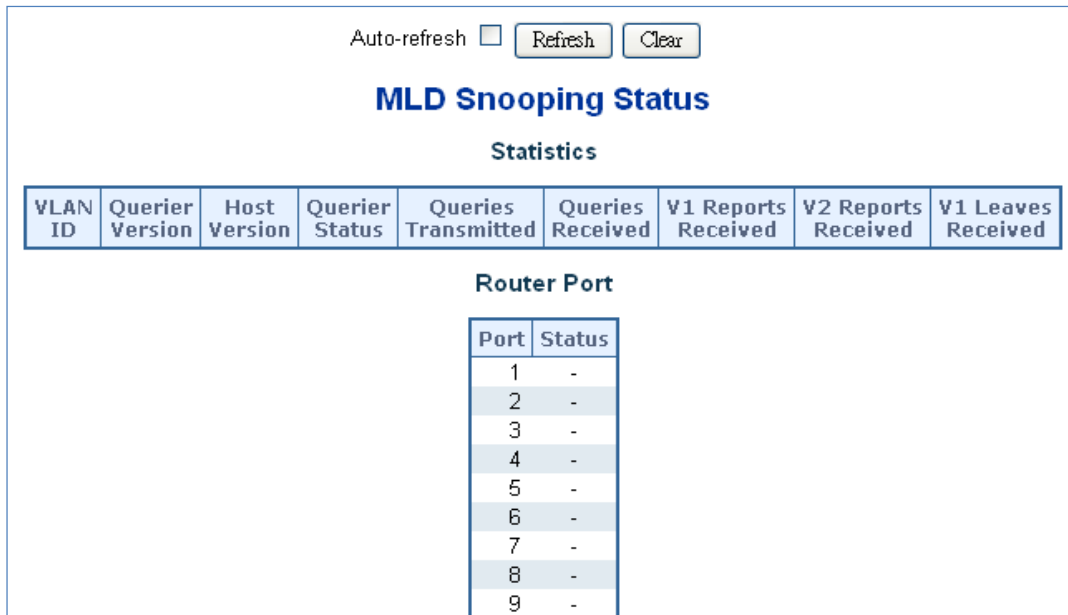 Auto-refresh Refresh Clear
MLD Snooping Status
Statistics
VLAN ID Querier Version Host Version Querier Status Queries Transmitted Queries Received V1 Reports Received V2 Reports Received V1 Leaves Received
Router Port
Port Status
1 -
2 -
3 -
4 -
5 -
6 -
7 -
8 -
9 -